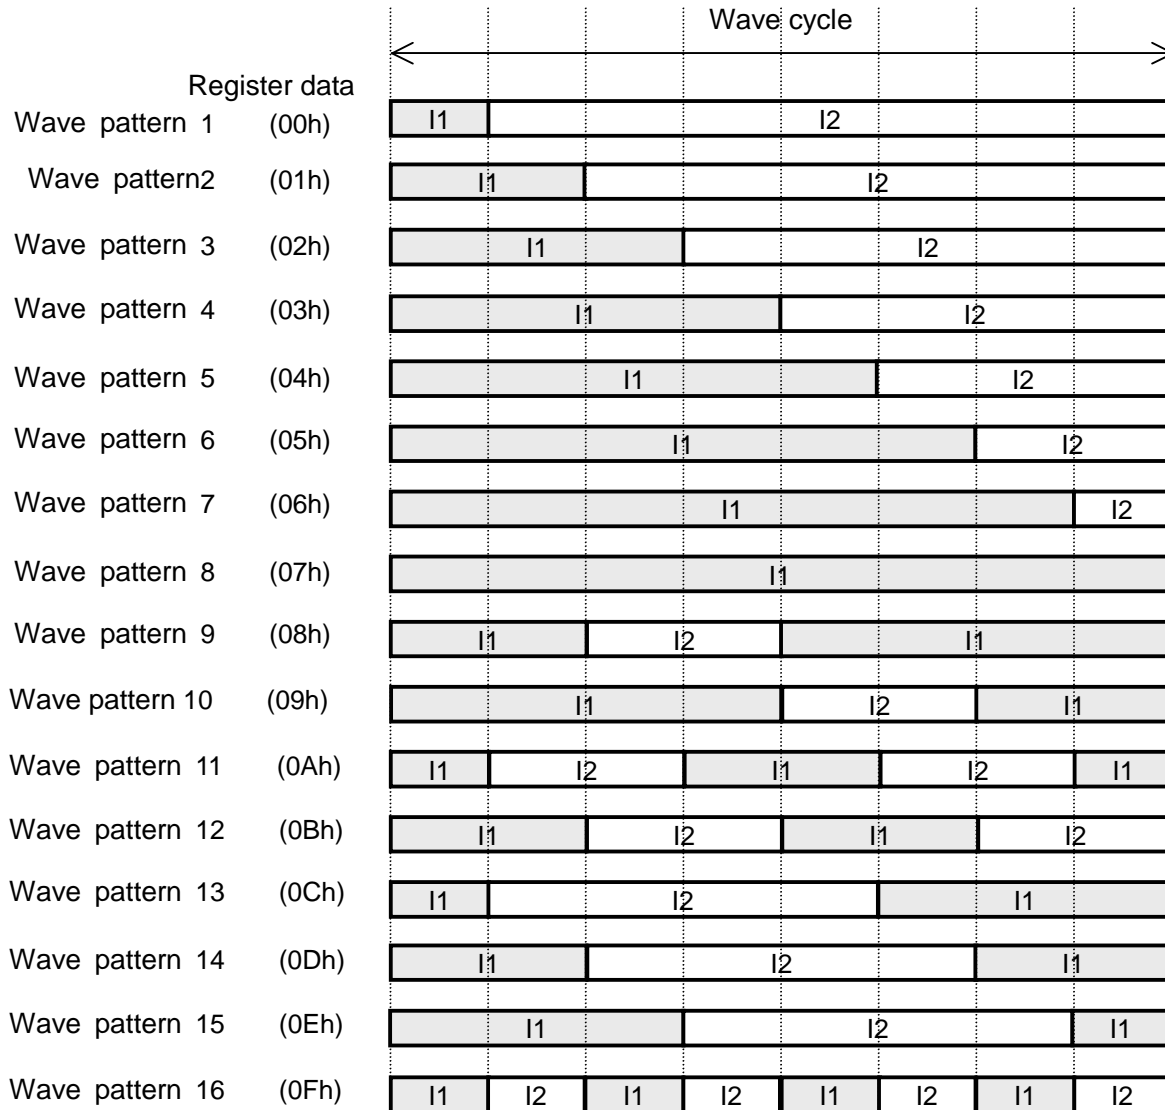 Wave cycle
Register data
Wave pattern 1 (00h) I1 I2
Wave pattern2 (01h) I1 I2
Wave pattern 3 (02h) I1 I2
Wave pattern 4 (03h) I1 I2
Wave pattern 5 (04h) I1 I2
Wave pattern 6 (05h) I1 I2
Wave pattern 7 (06h) I1 I2
Wave pattern 8 (07h) I1
Wave pattern 9 (08h) I1 I2 I1
Wave pattern 10 (09h) I1 I2 I1
Wave pattern 11 (0Ah) I1 I2 I1 I2 I1
Wave pattern 12 (0Bh) I1 I2 I1 I2
Wave pattern 13 (0Ch) I1 I2 I1
Wave pattern 14 (0Dh) I1 I2 I1
Wave pattern 15 (0Eh) I1 I2 I1
Wave pattern 16 (0Fh) I1 I2 I1 I2 I1 I2 I1 I2